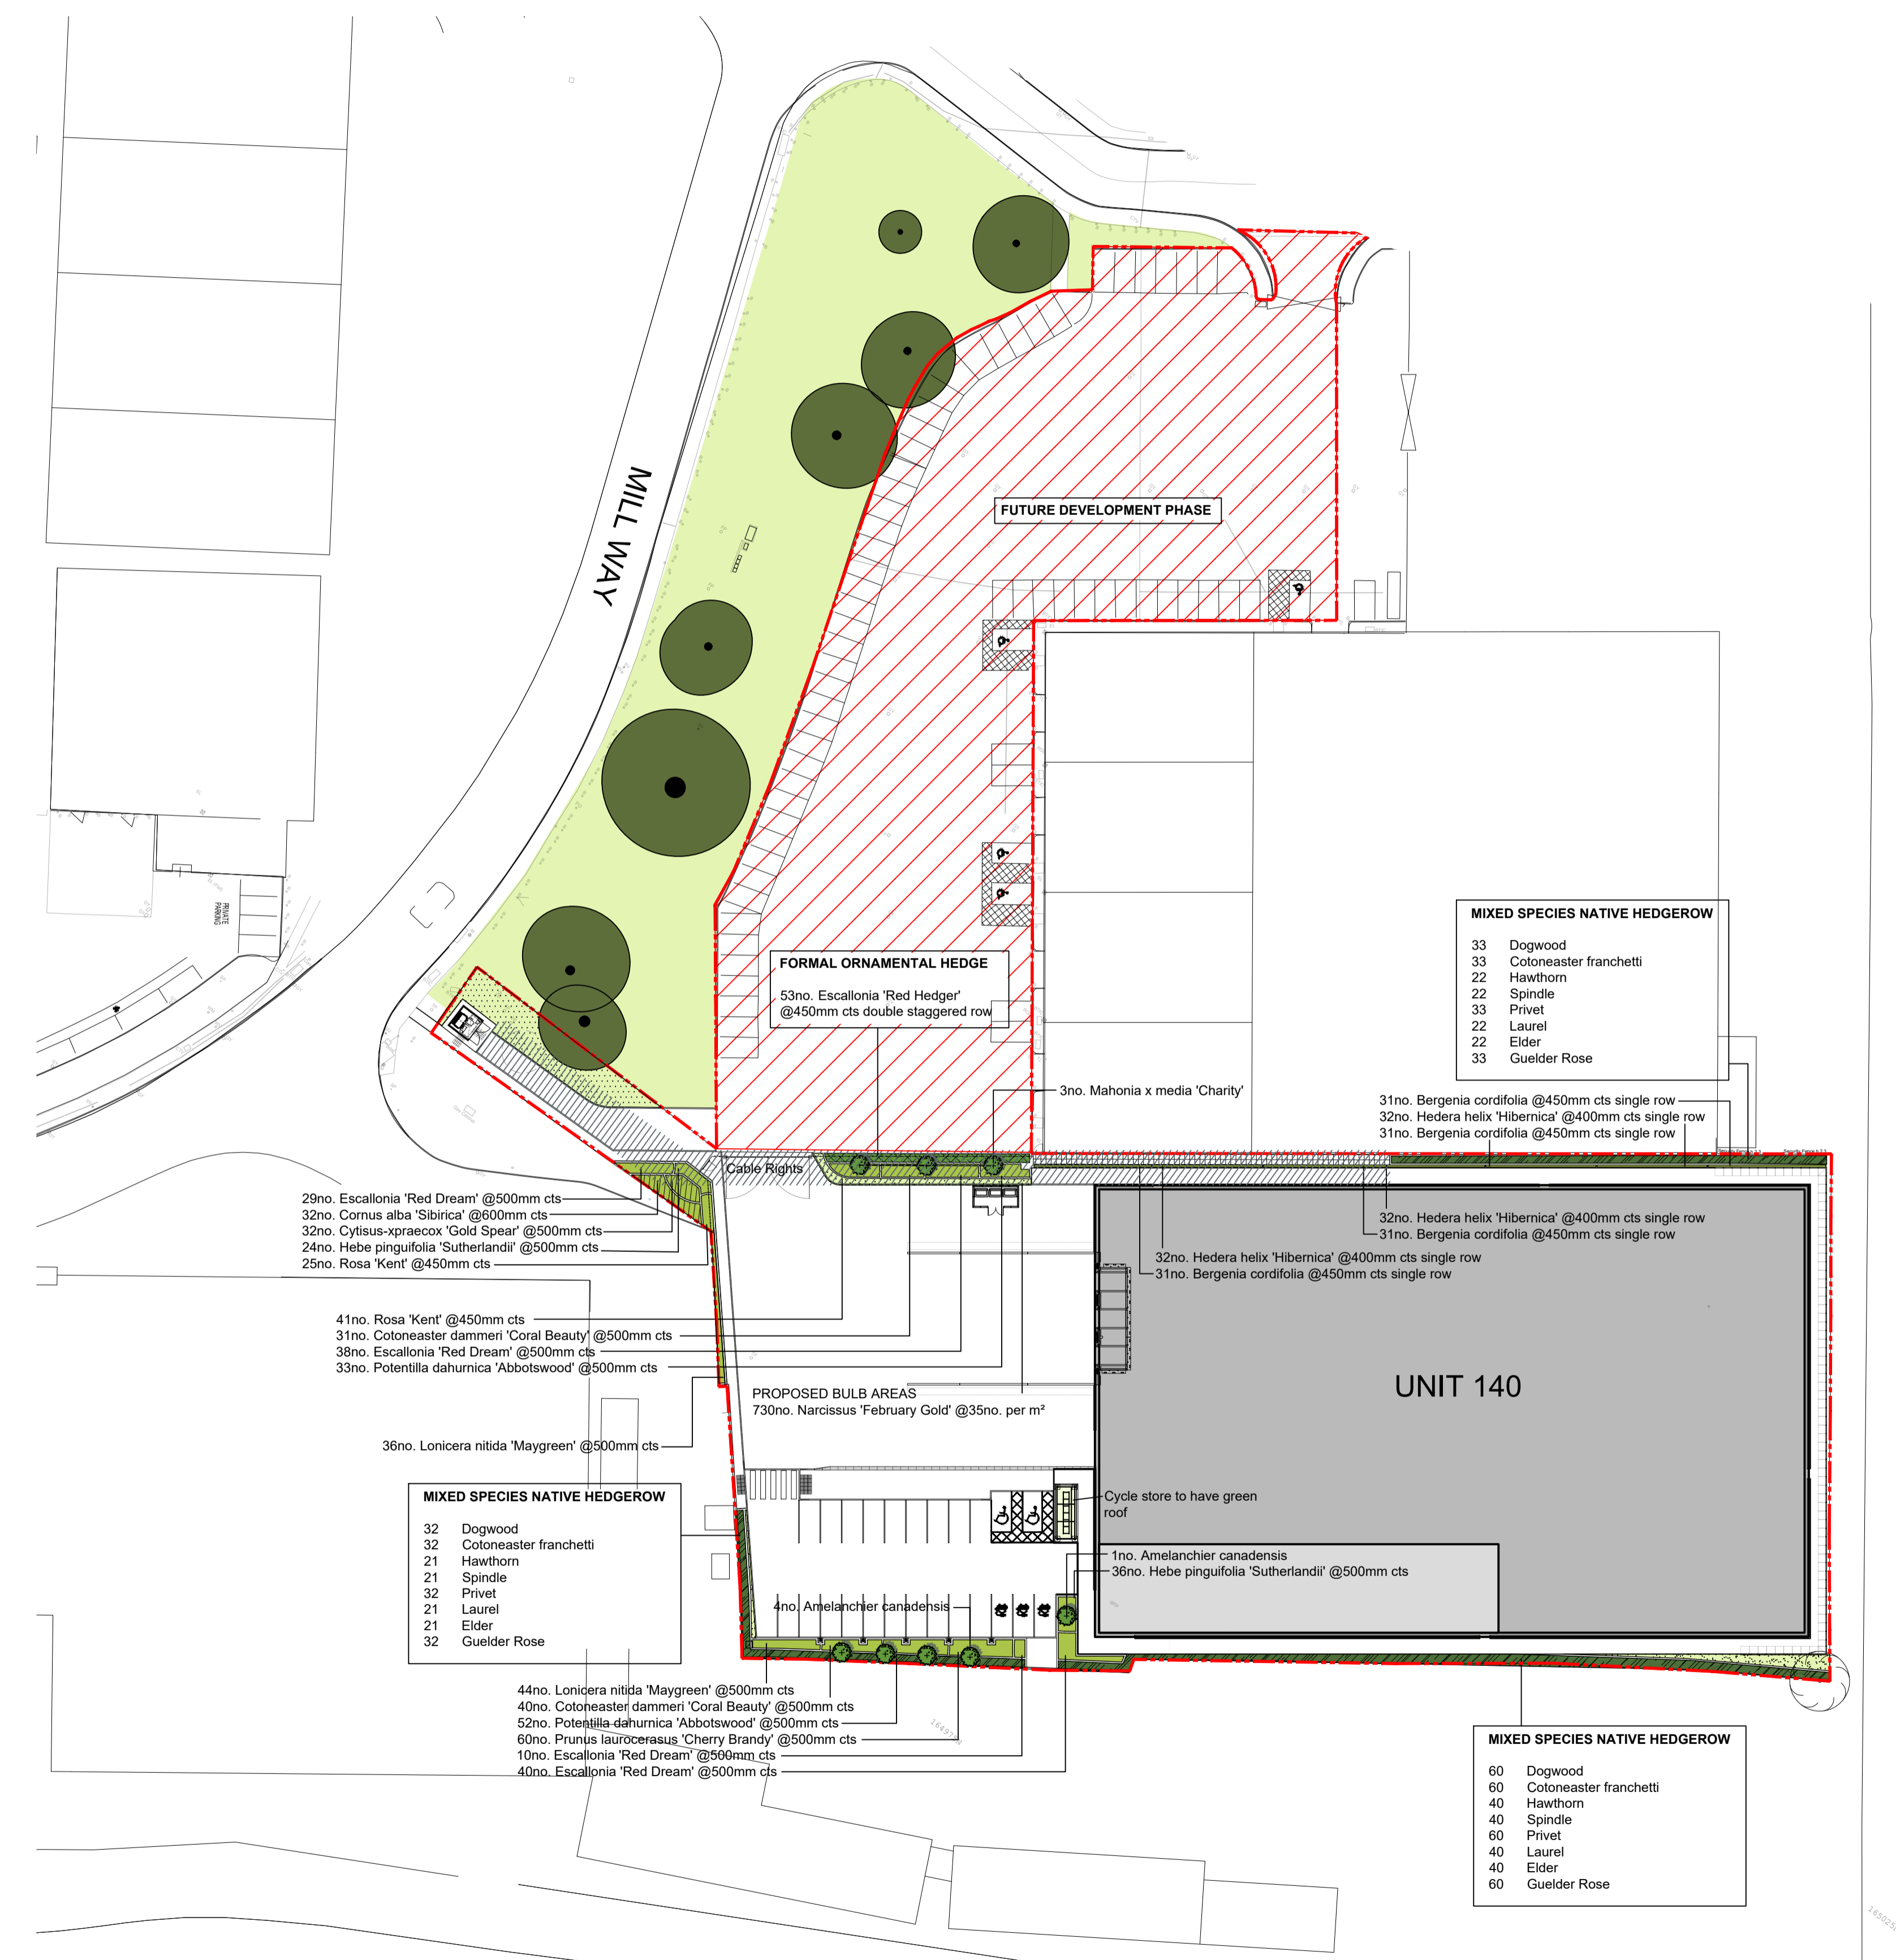 MILL WAY
FUTURE DEVELOPMENT PHASE
PRIVATE
PARKING
MIXED SPECIES NATIVE HEDGEROW
33 Dogwood
33 Cotoneaster franchetti
22 Hawthorn
22 Spindle
33 Privet
22 Laurel
22 Elder
33 Guelder Rose
FORMAL ORNAMENTAL HEDGE
53no. Escallonia 'Red Hedger'
@450mm cts double staggered row
3no. Mahonia x media 'Charity'
31no. Bergenia cordifolia @450mm cts single row
32no. Hedera helix 'Hibernica' @400mm cts single row
31no. Bergenia cordifolia @450mm cts single row
Cable Rights
29no. Escallonia 'Red Dream' @500mm cts
32no. Cornus alba 'Sibirica' @600mm cts
32no. Cytisus-xpraecox 'Gold Spear' @500mm cts
24no. Hebe pinguifolia 'Sutherlandii' @500mm cts
25no. Rosa 'Kent' @450mm cts
32no. Hedera helix 'Hibernica' @400mm cts single row
31no. Bergenia cordifolia @450mm cts single row
32no. Hedera helix 'Hibernica' @400mm cts single row
31no. Bergenia cordifolia @450mm cts single row
41no. Rosa 'Kent' @450mm cts
31no. Cotoneaster dammeri 'Coral Beauty' @500mm cts
38no. Escallonia 'Red Dream' @500mm cts
33no. Potentilla dahurnica 'Abbotswood' @500mm cts
UNIT 140
PROPOSED BULB AREAS
730no. Narcissus 'February Gold' @35no. per m²
36no. Lonicera nitida 'Maygreen' @500mm cts
MIXED SPECIES NATIVE HEDGEROW
32 Dogwood
32 Cotoneaster franchetti
21 Hawthorn
21 Spindle
32 Privet
21 Laurel
21 Elder
32 Guelder Rose
Cycle store to have green
roof
1no. Amelanchier canadensis
36no. Hebe pinguifolia 'Sutherlandii' @500mm cts
4no. Amelanchier canadensis
44no. Lonicera nitida 'Maygreen' @500mm cts
40no. Cotoneaster dammeri 'Coral Beauty' @500mm cts
52no. Potentilla dahurnica 'Abbotswood' @500mm cts
60no. Prunus laurocerasus 'Cherry Brandy' @500mm cts
10no. Escallonia 'Red Dream' @500mm cts
40no. Escallonia 'Red Dream' @500mm cts
MIXED SPECIES NATIVE HEDGEROW
60 Dogwood
60 Cotoneaster franchetti
40 Hawthorn
40 Spindle
60 Privet
40 Laurel
40 Elder
60 Guelder Rose